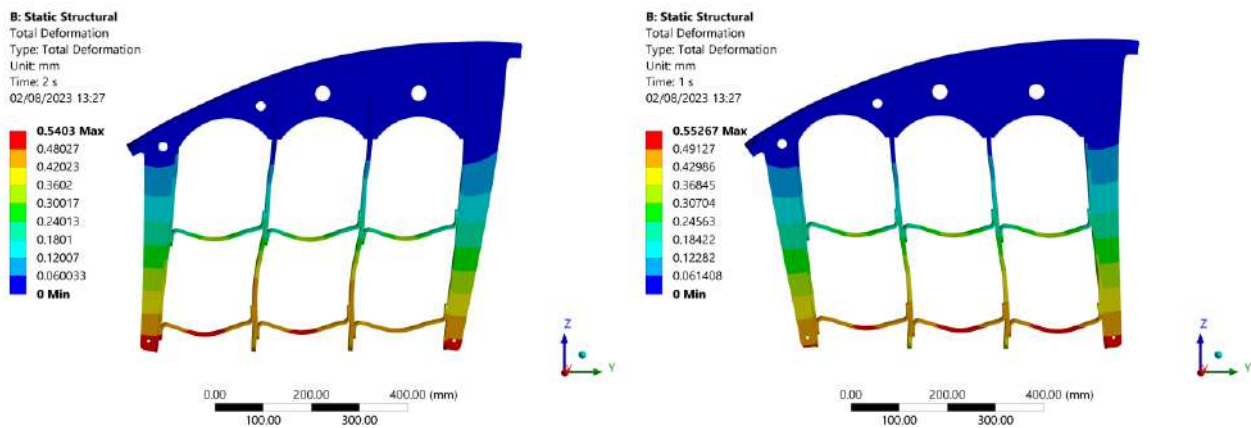 B: Static Structural
Total Deformation
Type: Total Deformation
Unit: mm
Time: 2 s
02/08/2023 13:27
0.5403 Max
0.48027
0.42023
0.3602
0.30017
0.24013
0.1801
0.12007
0.060033
0 Min
Z
Y
0.00 200.00 400.00 (mm)
100.00 300.00
B: Static Structural
Total Deformation
Type: Total Deformation
Unit: mm
Time: 1 s
02/08/2023 13:27
0.55267 Max
0.49127
0.42986
0.36845
0.30704
0.24563
0.18422
0.12282
0.061408
0 Min
Z
Y
0.00 200.00 400.00 (mm)
100.00 300.00